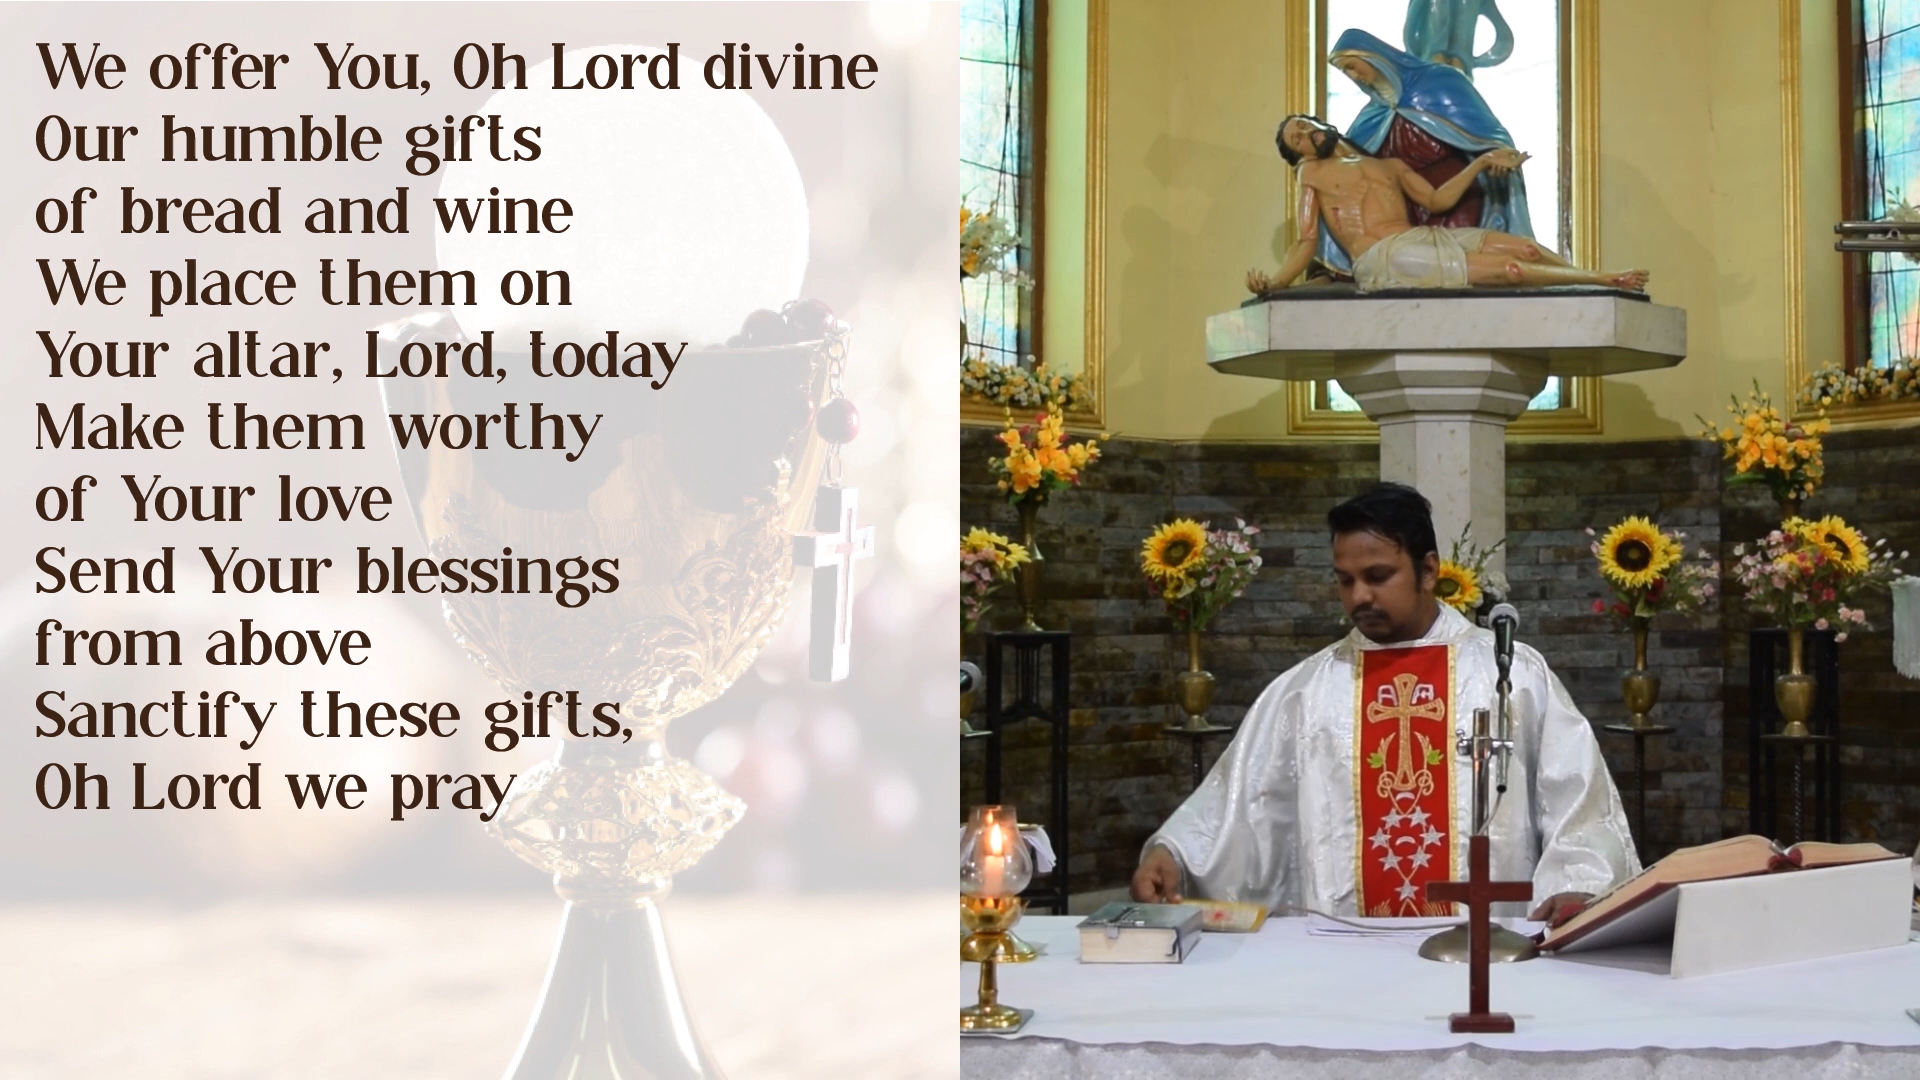 We offer You, Oh Lord divine
Our humble gifts
of bread and wine
We place them on
Your altar, Lord, today
Make them worthy
of Your love
Send Your blessings
from above
Sanctify these gifts,
Oh Lord we pray